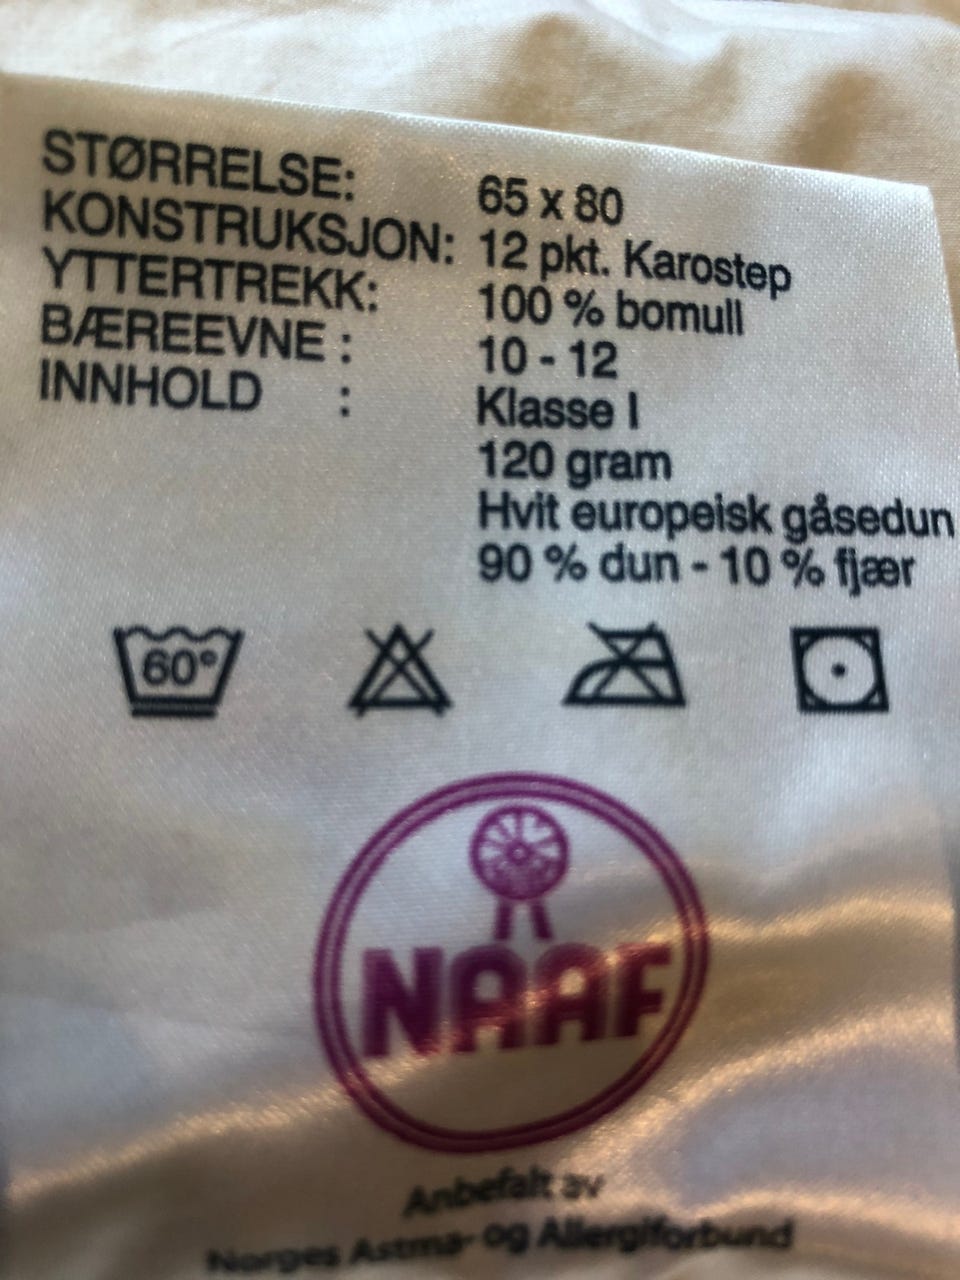 STØRRELSE: 65 x 80
KONSTRUKSJON: 12 pkt. Karostep
YTTERTREKK: 100 % bomull
BÆREEVNE : 10 - 12
INNHOLD : Klasse I
120 gram
Hvit europeisk gåsedun
90 % dun - 10 % fjær
60°
NAAF
Anbefalt av
Norges Astma- og Allergiforbund